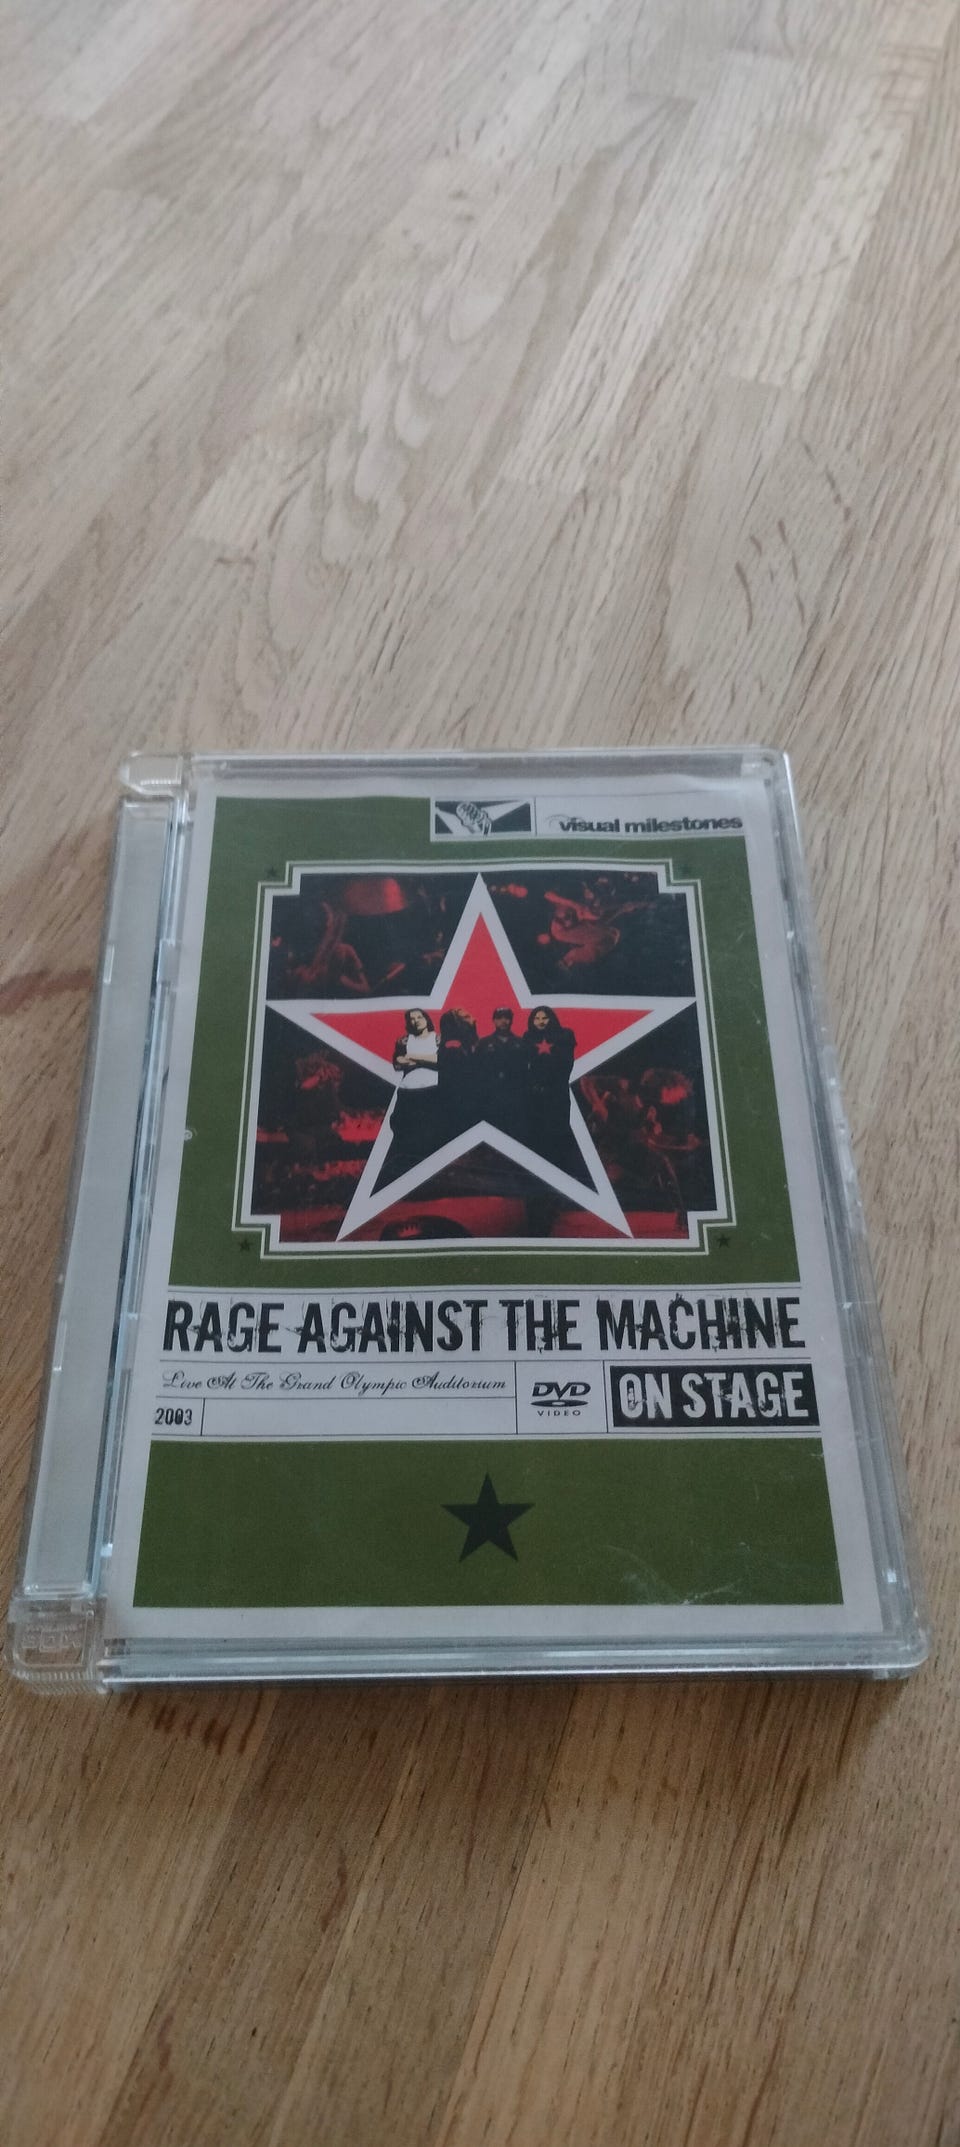 visual milestones
RAGE AGAINST THE MACHINE
Live At The Grand Olympic Auditorium
2003
DVD
VIDEO
ON STAGE